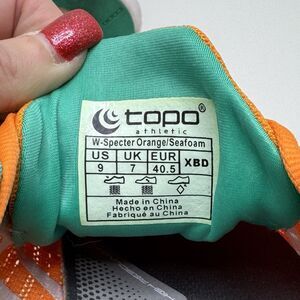 topo®
athletic
W-Specter Orange/Seafoam
US UK EUR XBD
9 7 40.5
Made in China
Hecho en China
Fabriqué au China